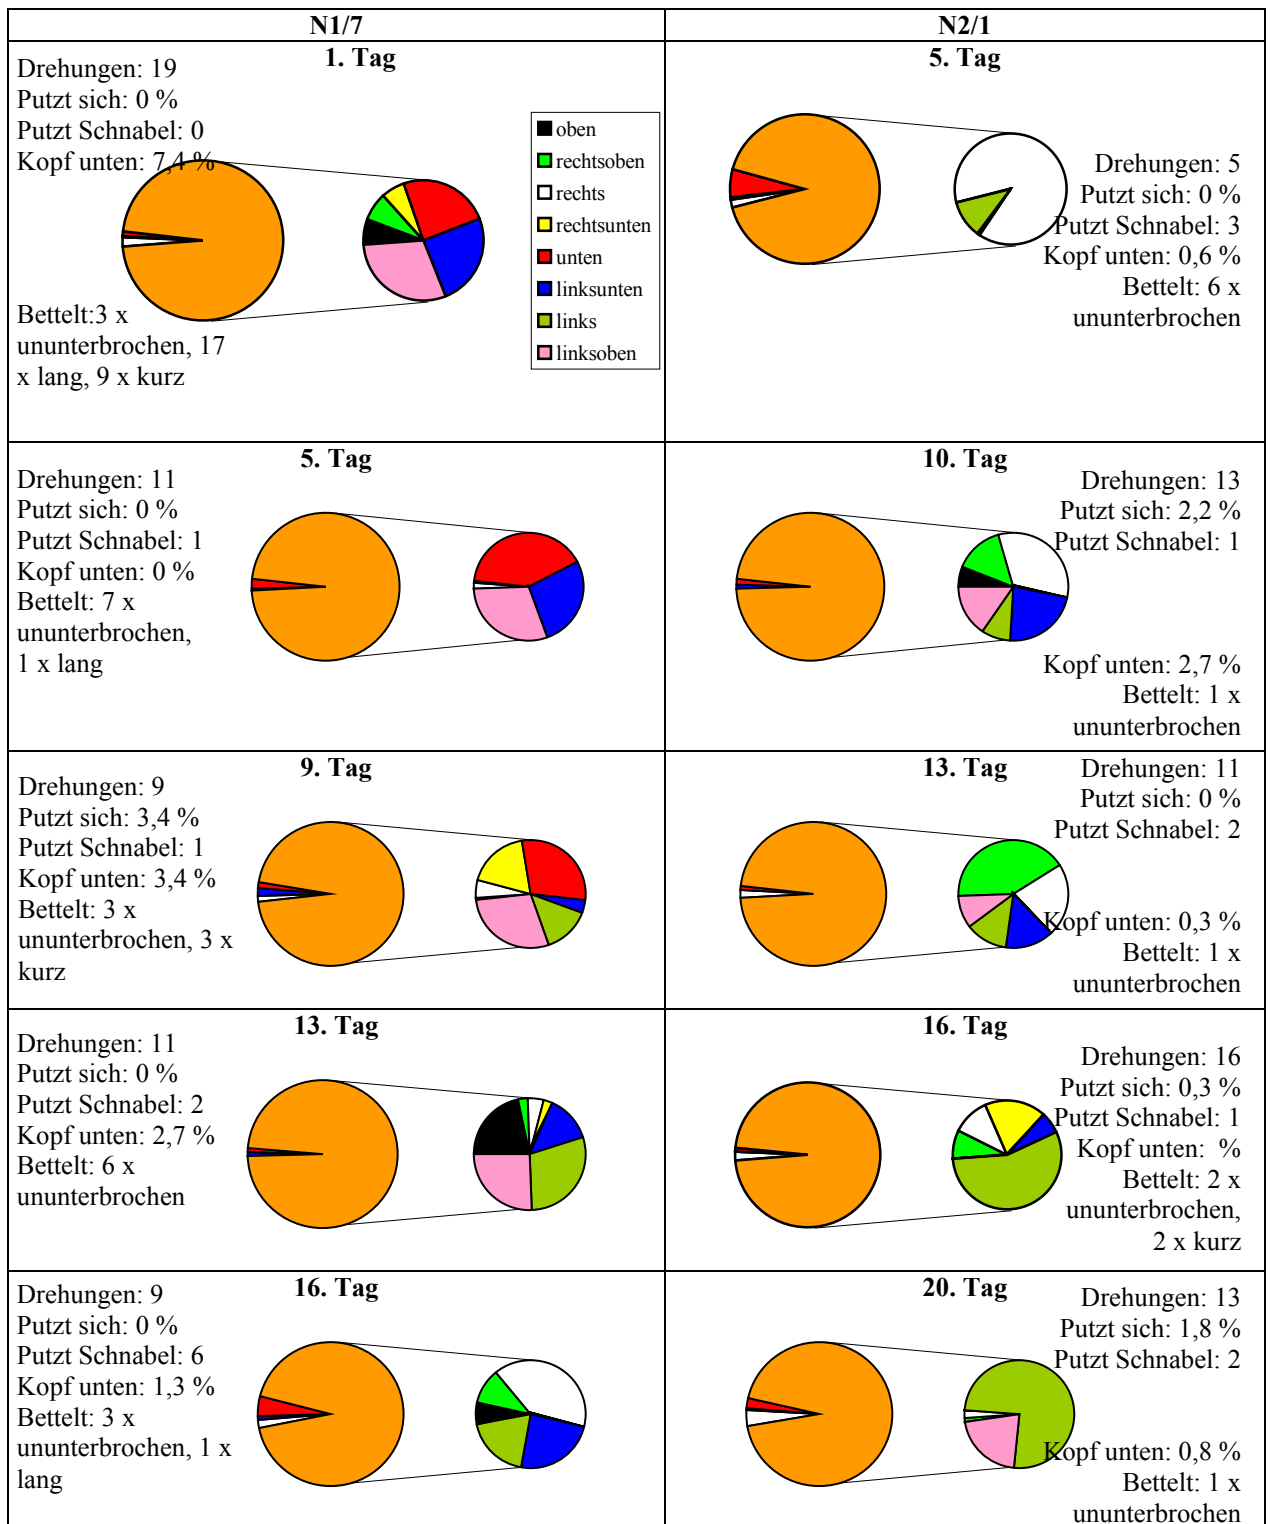 N1/7
N2/1
1. Tag
Drehungen: 19
Putzt sich: 0 %
Putzt Schnabel: 0
Kopf unten: 7,4 %
Bettelt:3 x
ununterbrochen, 17
x lang, 9 x kurz
oben
rechtsoben
rechts
rechtsunten
unten
linksunten
links
linksoben
5. Tag
Drehungen: 5
Putzt sich: 0 %
Putzt Schnabel: 3
Kopf unten: 0,6 %
Bettelt: 6 x
ununterbrochen
5. Tag
Drehungen: 11
Putzt sich: 0 %
Putzt Schnabel: 1
Kopf unten: 0 %
Bettelt: 7 x
ununterbrochen,
1 x lang
10. Tag
Drehungen: 13
Putzt sich: 2,2 %
Putzt Schnabel: 1
Kopf unten: 2,7 %
Bettelt: 1 x
ununterbrochen
9. Tag
Drehungen: 9
Putzt sich: 3,4 %
Putzt Schnabel: 1
Kopf unten: 3,4 %
Bettelt: 3 x
ununterbrochen, 3 x
kurz
13. Tag
Drehungen: 11
Putzt sich: 0 %
Putzt Schnabel: 2
Kopf unten: 0,3 %
Bettelt: 1 x
ununterbrochen
13. Tag
Drehungen: 11
Putzt sich: 0 %
Putzt Schnabel: 2
Kopf unten: 2,7 %
Bettelt: 6 x
ununterbrochen
16. Tag
Drehungen: 16
Putzt sich: 0,3 %
Putzt Schnabel: 1
Kopf unten:  %
Bettelt: 2 x
ununterbrochen,
2 x kurz
16. Tag
Drehungen: 9
Putzt sich: 0 %
Putzt Schnabel: 6
Kopf unten: 1,3 %
Bettelt: 3 x
ununterbrochen, 1 x
lang
20. Tag
Drehungen: 13
Putzt sich: 1,8 %
Putzt Schnabel: 2
Kopf unten: 0,8 %
Bettelt: 1 x
ununterbrochen